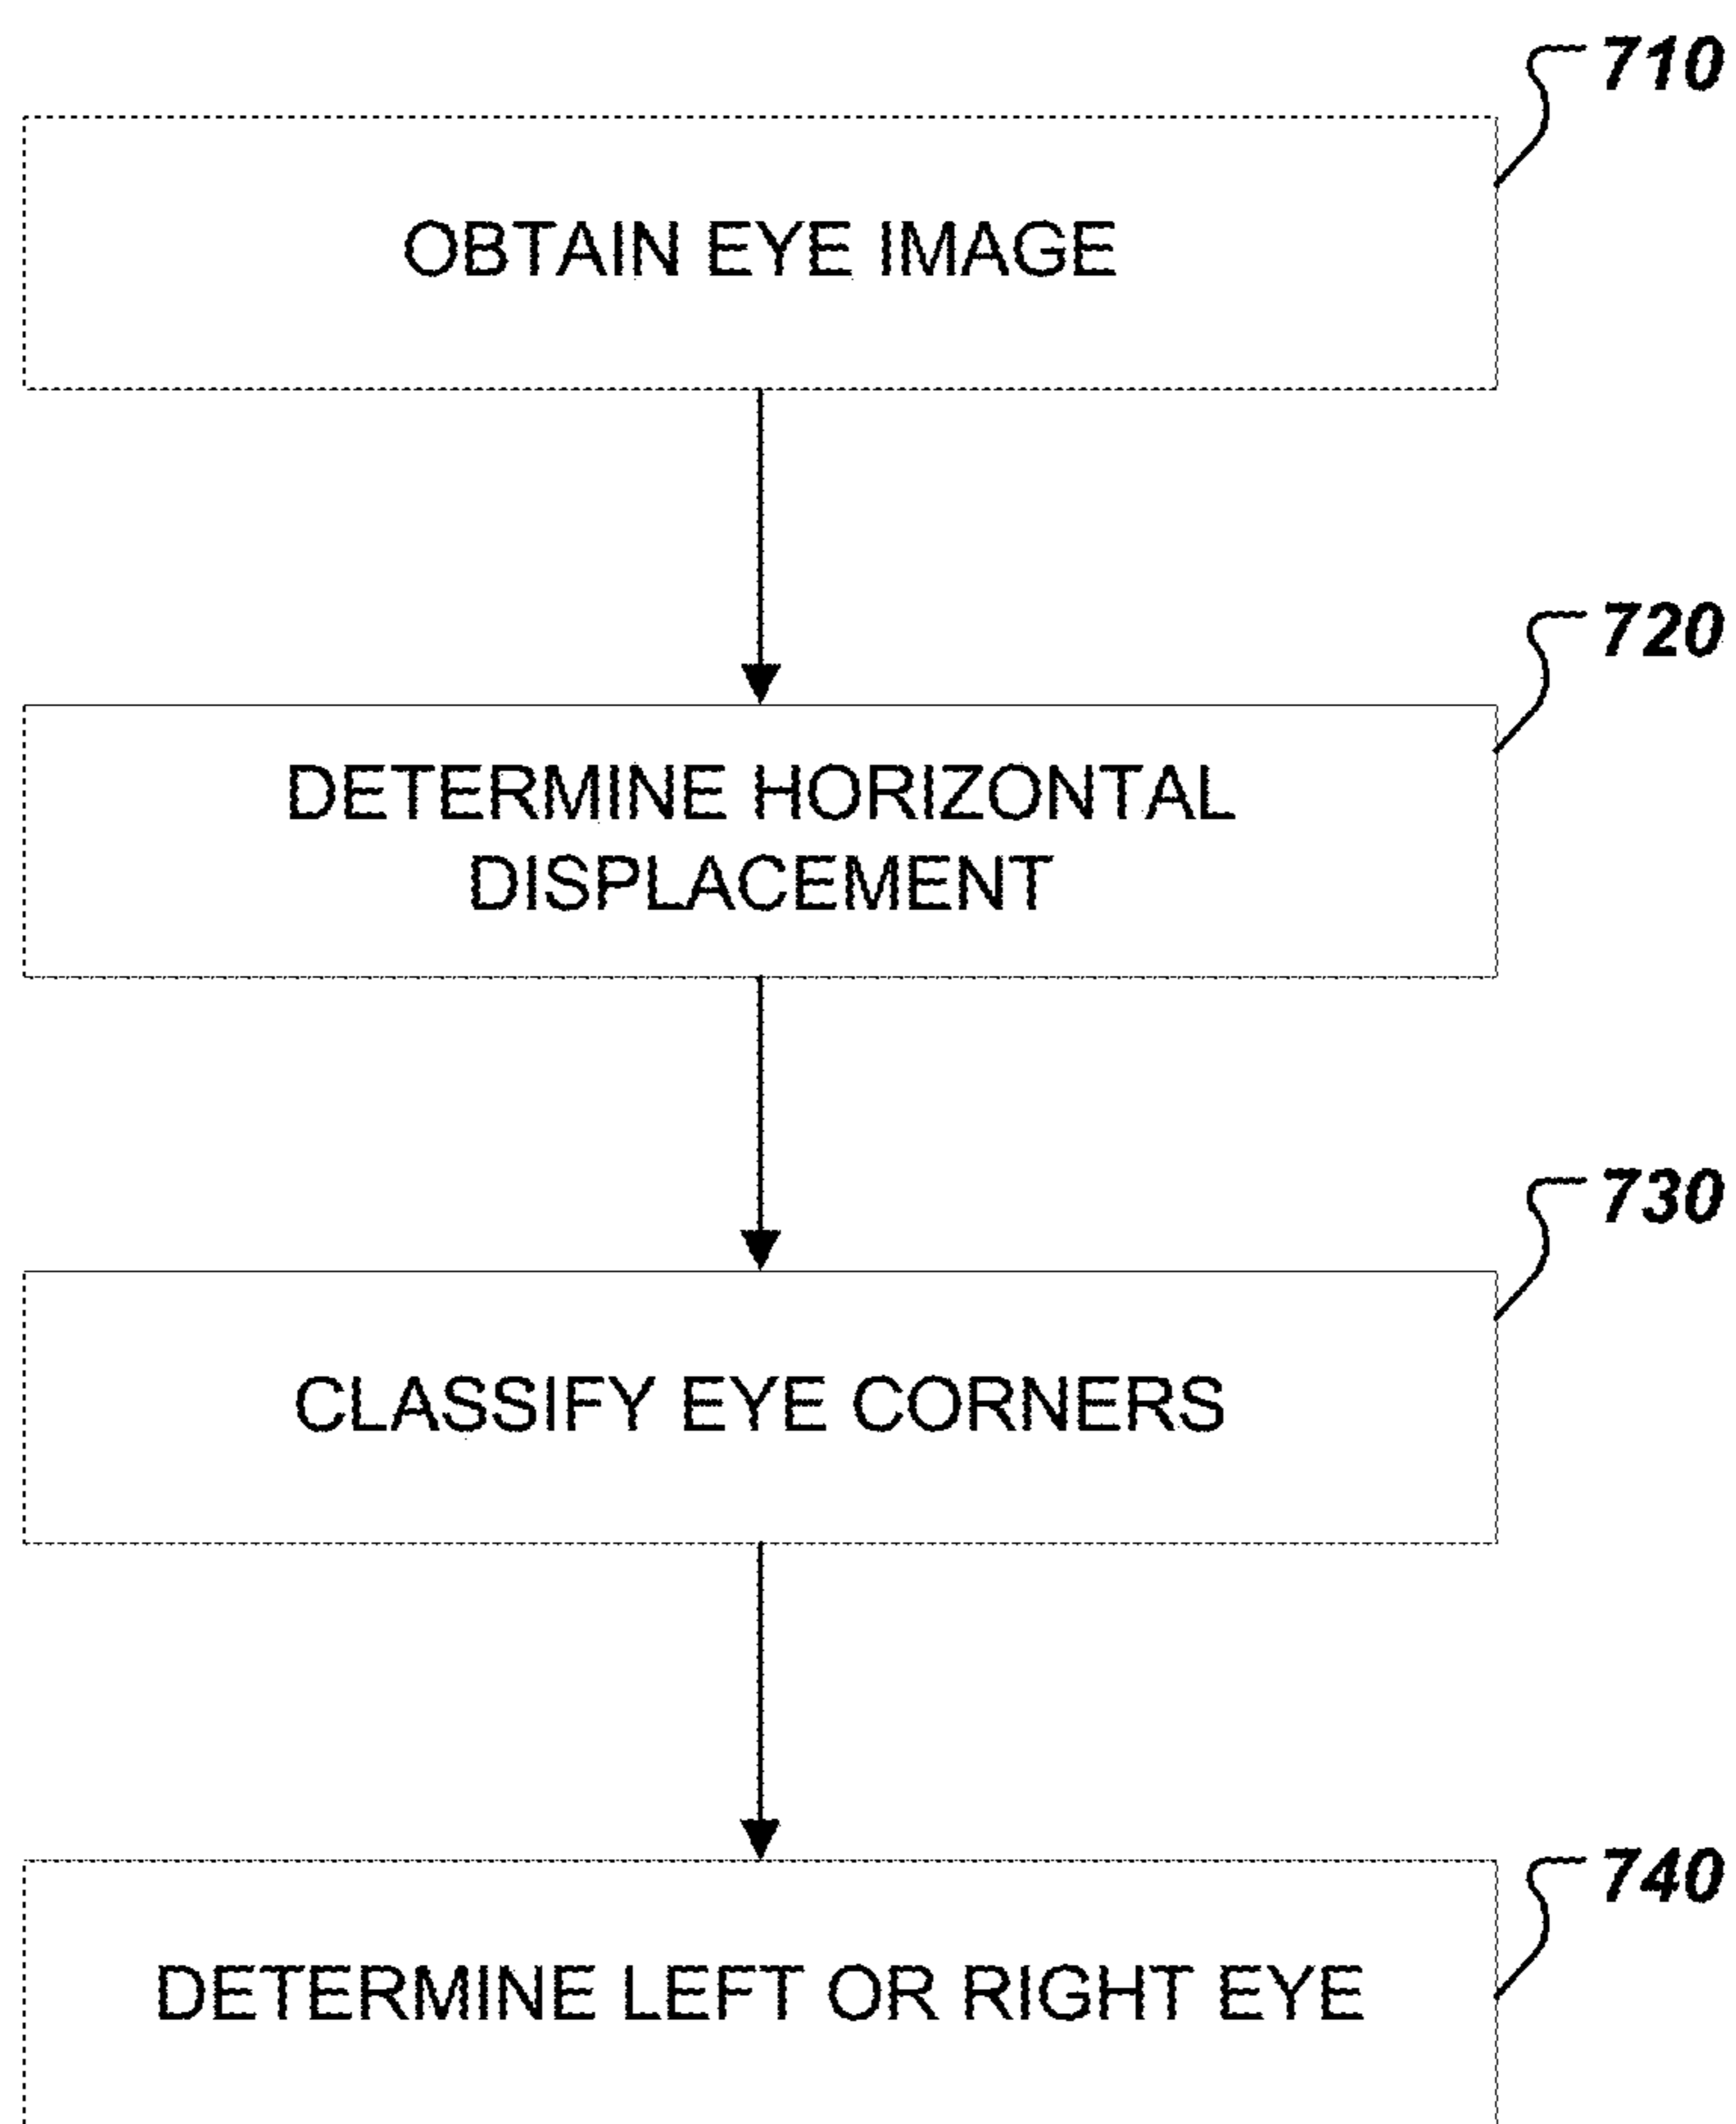 710
OBTAIN EYE IMAGE
720
DETERMINE HORIZONTAL
DISPLACEMENT
730
CLASSIFY EYE CORNERS
740
DETERMINE LEFT OR RIGHT EYE